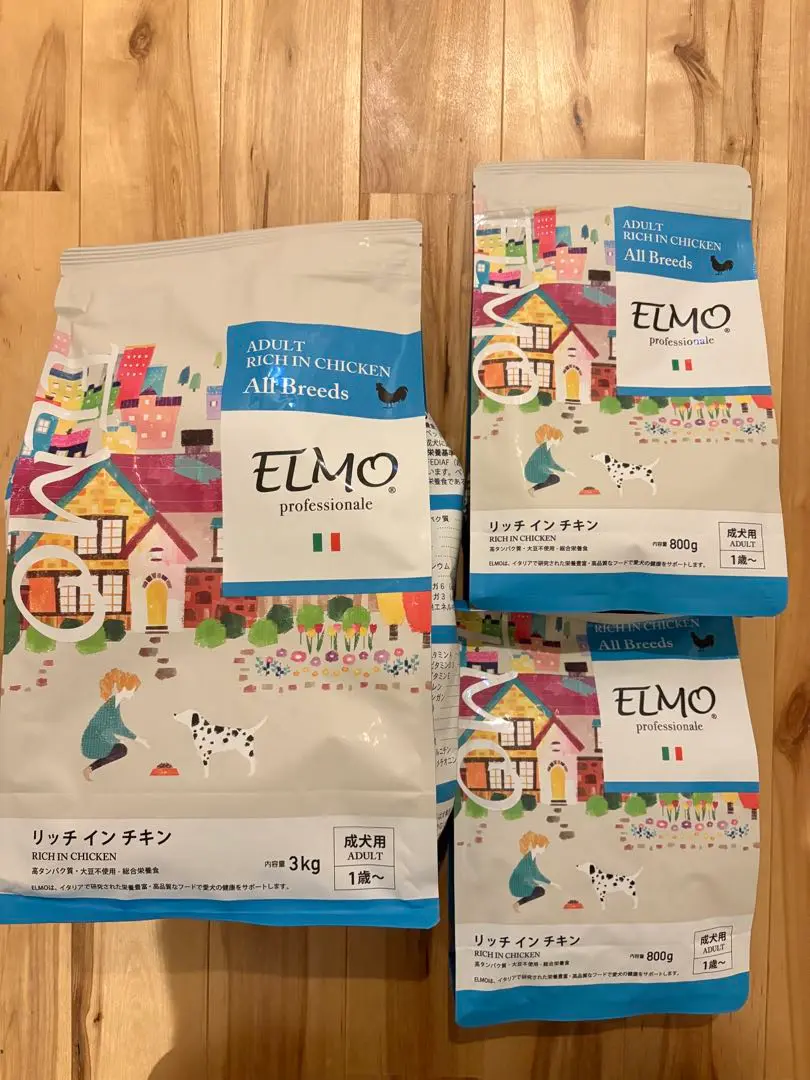 ELMO
ADULT
RICH IN CHICKEN
All Breeds
ELMO®
professionale
リッチ イン チキン
RICH IN CHICKEN
高タンパク質・大豆不使用・総合栄養食
内容量 3kg
成犬用
ADULT
1歳〜
ELMOは、イタリアで研究された栄養豊富・高品質なフードで愛犬の健康をサポートします。
ELMO
ADULT
RICH IN CHICKEN
All Breeds
ELMO®
professionale
リッチ イン チキン
RICH IN CHICKEN
高タンパク質・大豆不使用・総合栄養食
内容量 800g
成犬用
ADULT
1歳〜
ELMOは、イタリアで研究された栄養豊富・高品質なフードで愛犬の健康をサポートします。
RICH IN CHICKEN
All Breeds
ELMO®
professionale
リッチ イン チキン
RICH IN CHICKEN
高タンパク質・大豆不使用・総合栄養食
内容量 800g
成犬用
ADULT
1歳〜
ELMOは、イタリアで研究された栄養豊富・高品質なフードで愛犬の健康をサポートします。